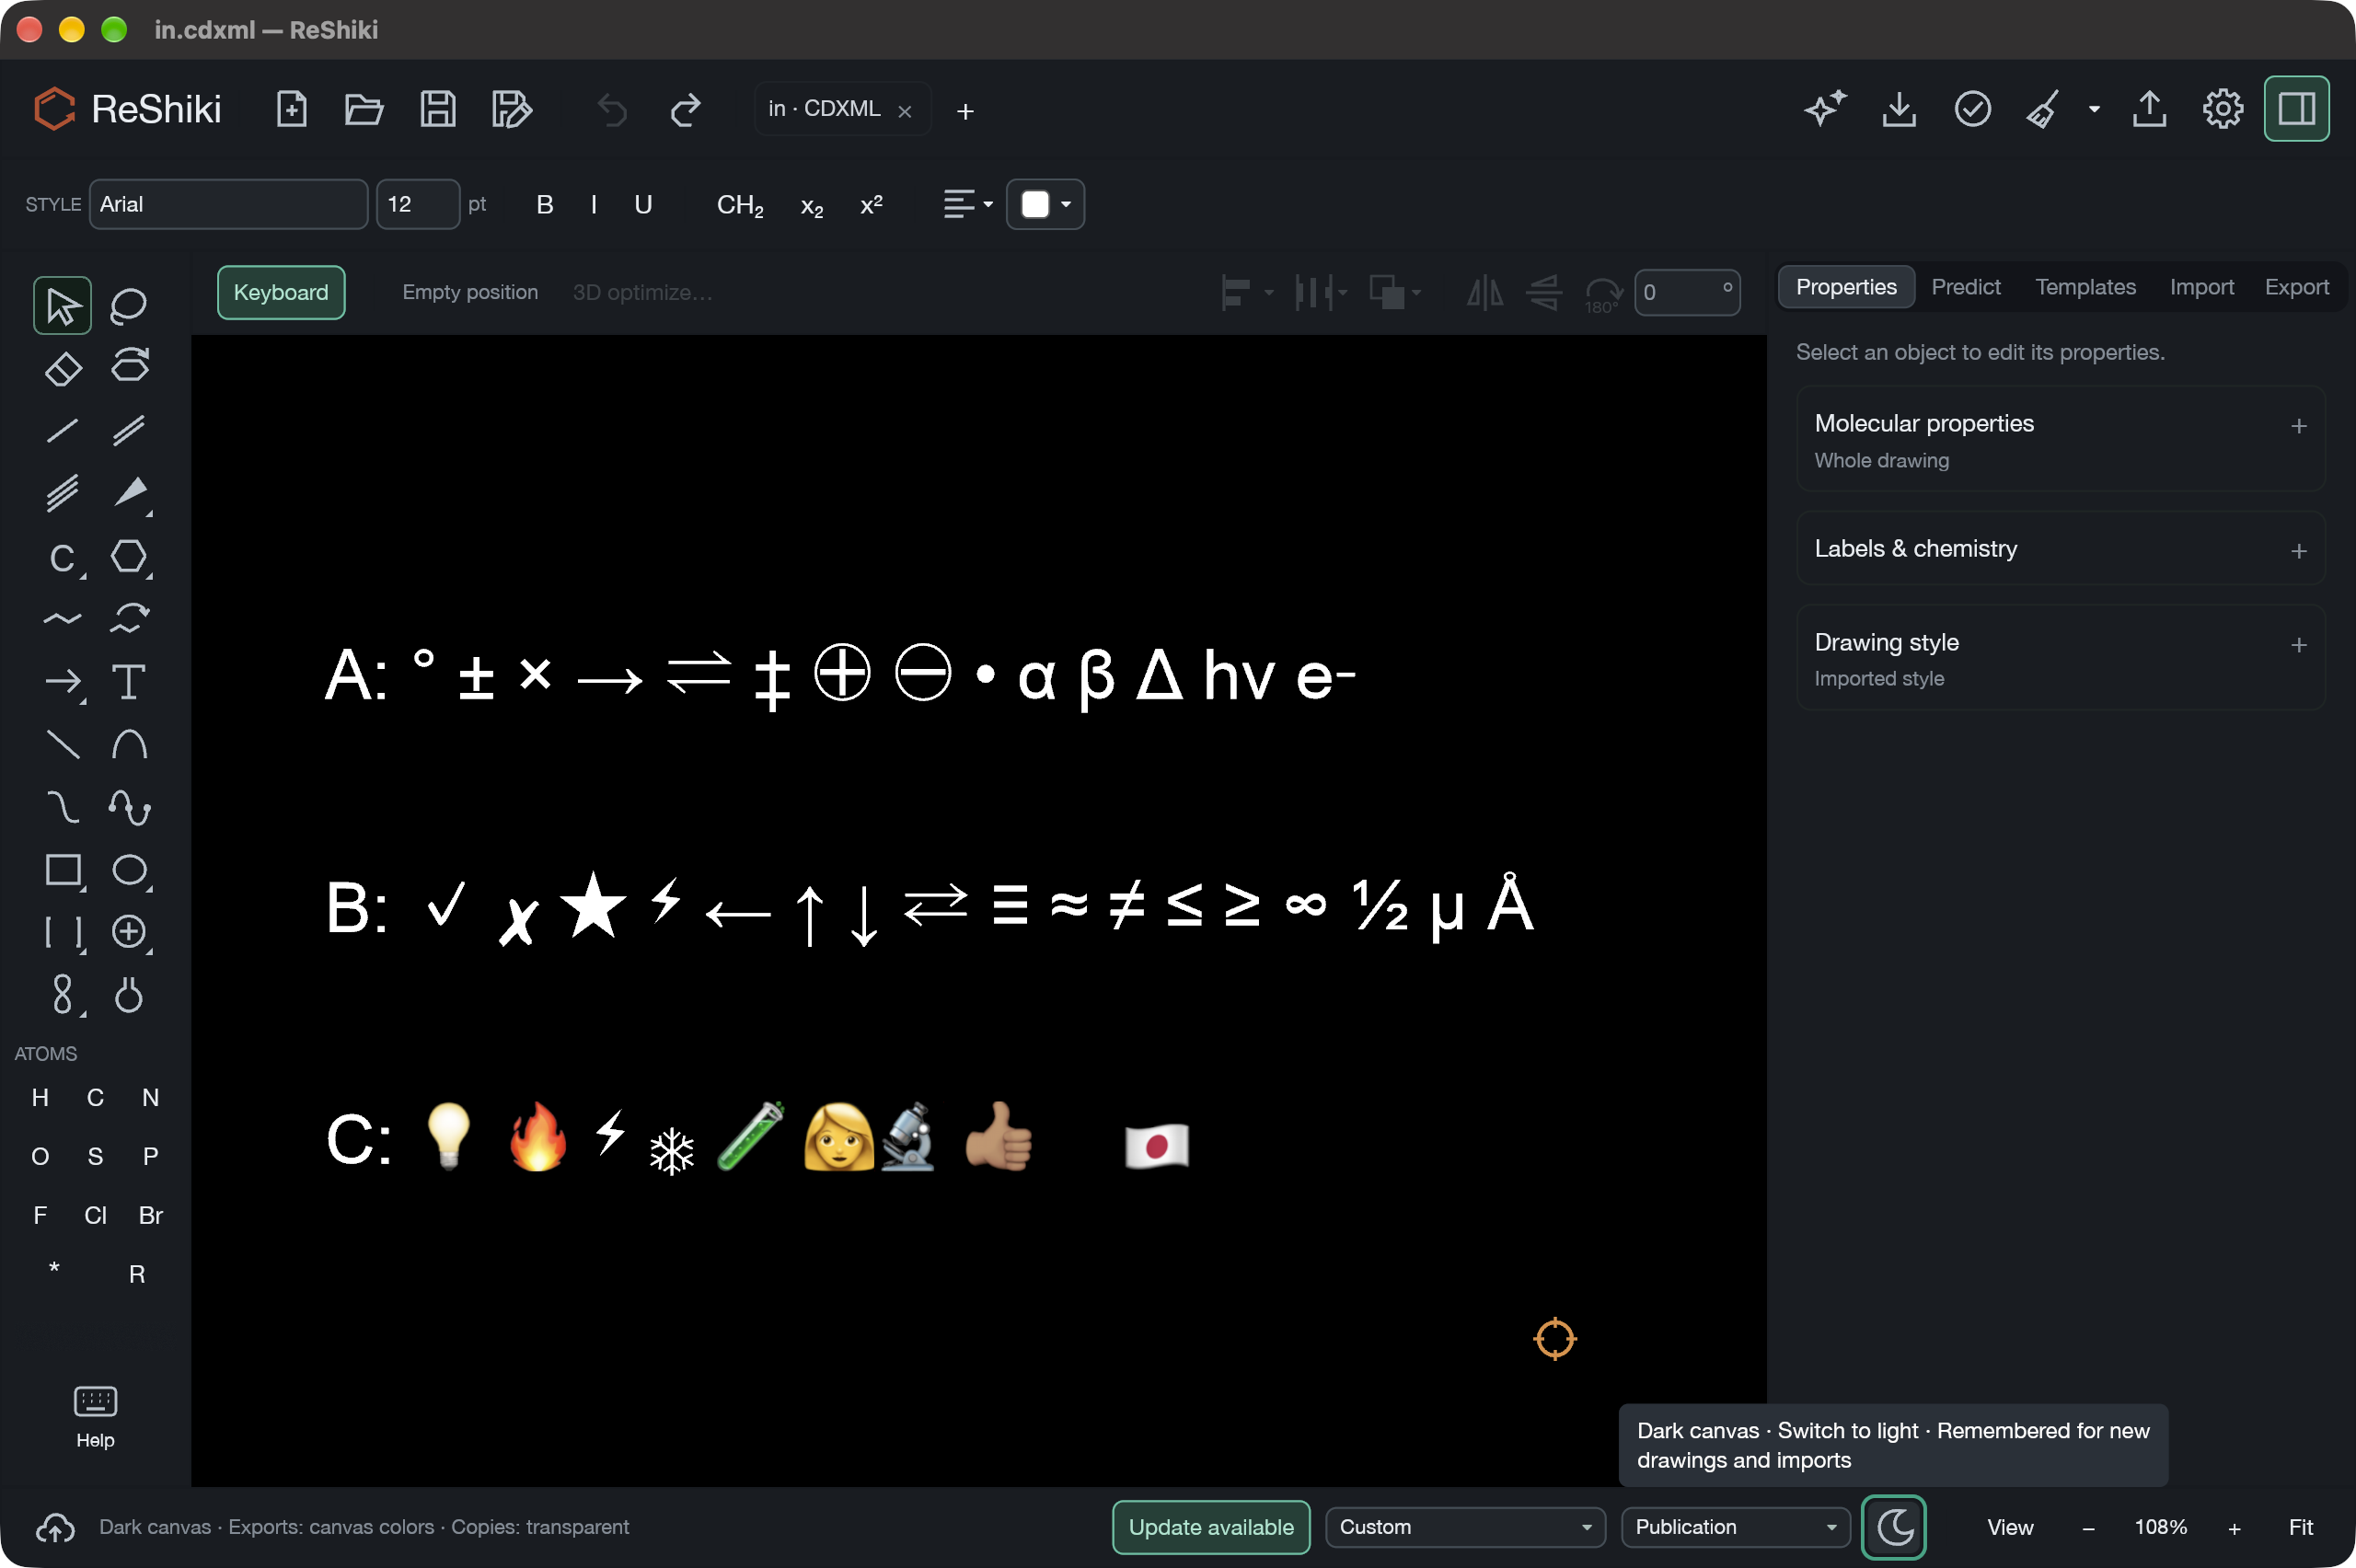 in.cdxml — ReShiki
ReShiki
in · CDXML × +
STYLE Arial 12 pt B I U CH₂ x₂ x²
Keyboard Empty position 3D optimize... 180° 0 °
Properties Predict Templates Import Export
Select an object to edit its properties.
Molecular properties +
Whole drawing
Labels & chemistry +
Drawing style +
Imported style
C
T
A: ° ± × → ⇌ ‡ ⊕ ⊖ • α β Δ hν e⁻
B: ✓ ✗ ★ ⚡ ← ↑ ↓ ⇄ ≡ ≈ ≠ ≤ ≥ ∞ ½ µ Å
C: 💡 🔥 ⚡ ❄ 🧪 👩🔬 👍🏽 🇯🇵
ATOMS
H C N
O S P
F Cl Br
* R
Help
Dark canvas · Switch to light · Remembered for new
drawings and imports
Dark canvas · Exports: canvas colors · Copies: transparent
Update available Custom Publication View − 108% + Fit